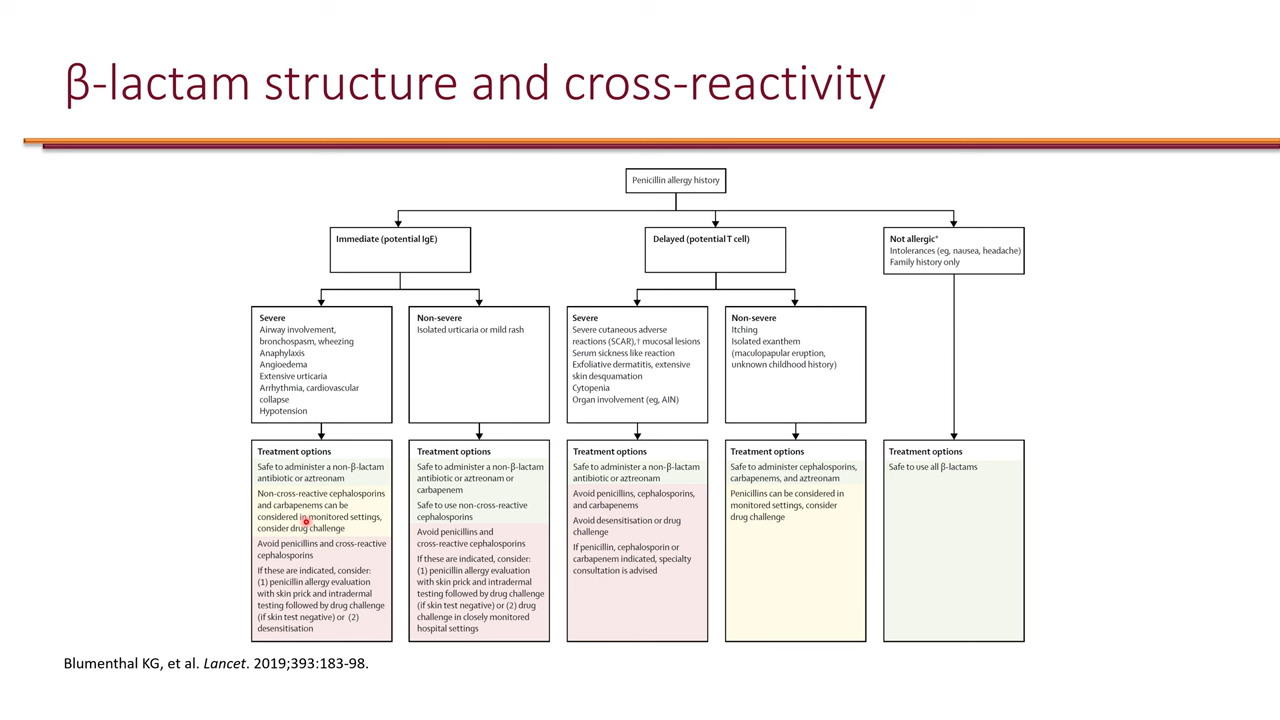 β-lactam structure and cross-reactivity
Penicillin allergy history
Immediate (potential IgE)
Delayed (potential T cell)
Not allergic*
Intolerances (eg, nausea, headache)
Family history only
Severe
Airway involvement,
bronchospasm, wheezing
Anaphylaxis
Angioedema
Extensive urticaria
Arrhythmia, cardiovascular
collapse
Hypotension
Non-severe
Isolated urticaria or mild rash
Severe
Severe cutaneous adverse
reactions (SCAR),† mucosal lesions
Serum sickness like reaction
Exfoliative dermatitis, extensive
skin desquamation
Cytopenia
Organ involvement (eg, AIN)
Non-severe
Itching
Isolated exanthem
(maculopapular eruption,
unknown childhood history)
Treatment options
Safe to administer a non-β-lactam
antibiotic or aztreonam
Non-cross-reactive cephalosporins
and carbapenems can be
considered in monitored settings,
consider drug challenge
Avoid penicillins and cross-reactive
cephalosporins
If these are indicated, consider:
(1) penicillin allergy evaluation
with skin prick and intradermal
testing followed by drug challenge
(if skin test negative) or (2)
desensitisation
Treatment options
Safe to administer a non-β-lactam
antibiotic or aztreonam or
carbapenem
Safe to use non-cross-reactive
cephalosporins
Avoid penicillins and
cross-reactive cephalosporins
If these are indicated, consider:
(1) penicillin allergy evaluation
with skin prick and intradermal
testing followed by drug challenge
(if skin test negative) or (2) drug
challenge in closely monitored
hospital settings
Treatment options
Safe to administer a non-β-lactam
antibiotic or aztreonam
Avoid penicillins, cephalosporins,
and carbapenems
Avoid desensitisation or drug
challenge
If penicillin, cephalosporin or
carbapenem indicated, specialty
consultation is advised
Treatment options
Safe to administer cephalosporins,
carbapenems, and aztreonam
Penicillins can be considered in
monitored settings, consider
drug challenge
Treatment options
Safe to use all β-lactams
Blumenthal KG, et al. Lancet. 2019;393:183-98.